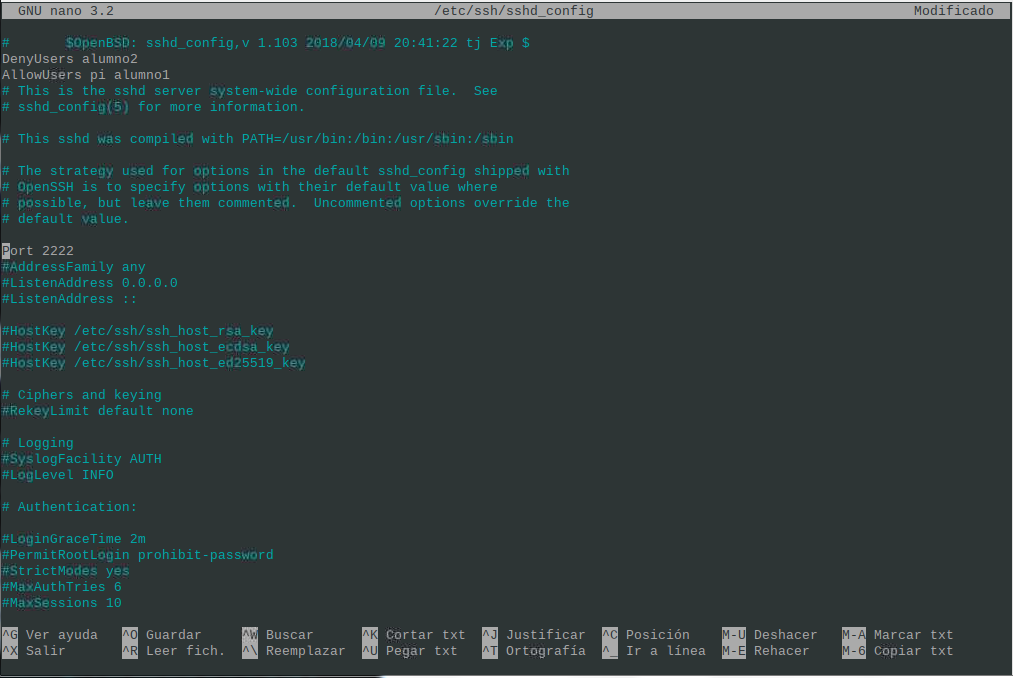 GNU nano 3.2 /etc/ssh/sshd_config Modificado
# $OpenBSD: sshd_config,v 1.103 2018/04/09 20:41:22 tj Exp $
DenyUsers alumno2
AllowUsers pi alumno1
# This is the sshd server system-wide configuration file.  See
# sshd_config(5) for more information.
# This sshd was compiled with PATH=/usr/bin:/bin:/usr/sbin:/sbin
# The strategy used for options in the default sshd_config shipped with
# OpenSSH is to specify options with their default value where
# possible, but leave them commented.  Uncommented options override the
# default value.
Port 2222
#AddressFamily any
#ListenAddress 0.0.0.0
#ListenAddress ::
#HostKey /etc/ssh/ssh_host_rsa_key
#HostKey /etc/ssh/ssh_host_ecdsa_key
#HostKey /etc/ssh/ssh_host_ed25519_key
# Ciphers and keying
#RekeyLimit default none
# Logging
#SyslogFacility AUTH
#LogLevel INFO
# Authentication:
#LoginGraceTime 2m
#PermitRootLogin prohibit-password
#StrictModes yes
#MaxAuthTries 6
#MaxSessions 10
^G Ver ayuda ^O Guardar ^W Buscar ^K Cortar txt ^J Justificar ^C Posición M-U Deshacer M-A Marcar txt
^X Salir ^R Leer fich. ^\ Reemplazar ^U Pegar txt ^T Ortografía ^_ Ir a línea M-E Rehacer M-6 Copiar txt